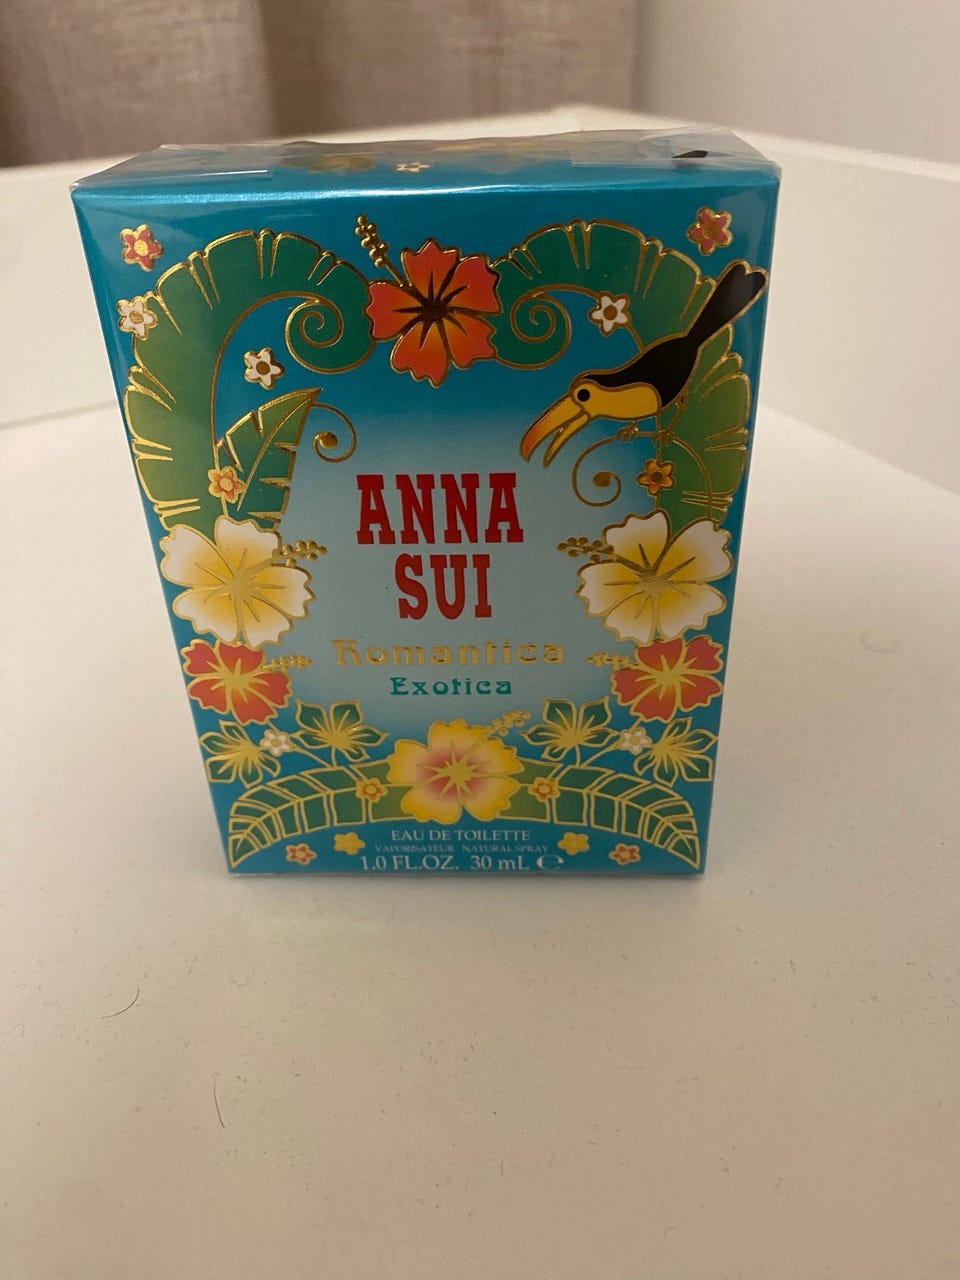 ANNA
SUI
Romantica
Exotica
EAU DE TOILETTE
VAPORISATEUR NATURAL SPRAY
1.0 FL.OZ. 30 mL ℮